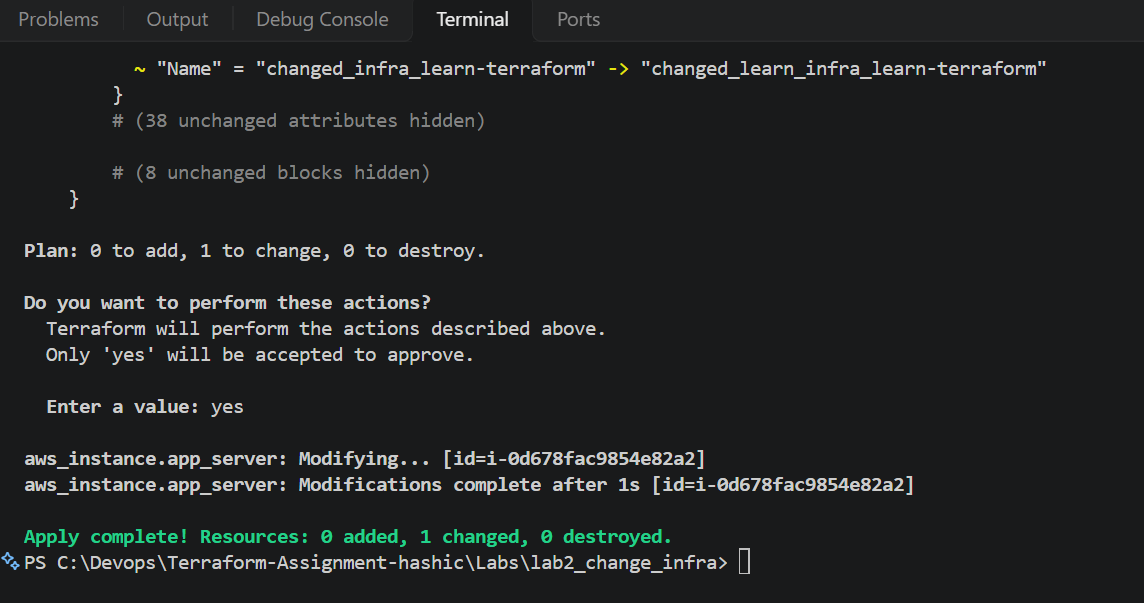 Problems Output Debug Console Terminal Ports
~ "Name" = "changed_infra_learn-terraform" -> "changed_learn_infra_learn-terraform"
}
# (38 unchanged attributes hidden)
# (8 unchanged blocks hidden)
}
Plan: 0 to add, 1 to change, 0 to destroy.
Do you want to perform these actions?
Terraform will perform the actions described above.
Only 'yes' will be accepted to approve.
Enter a value: yes
aws_instance.app_server: Modifying... [id=i-0d678fac9854e82a2]
aws_instance.app_server: Modifications complete after 1s [id=i-0d678fac9854e82a2]
Apply complete! Resources: 0 added, 1 changed, 0 destroyed.
PS C:\Devops\Terraform-Assignment-hashic\Labs\lab2_change_infra>